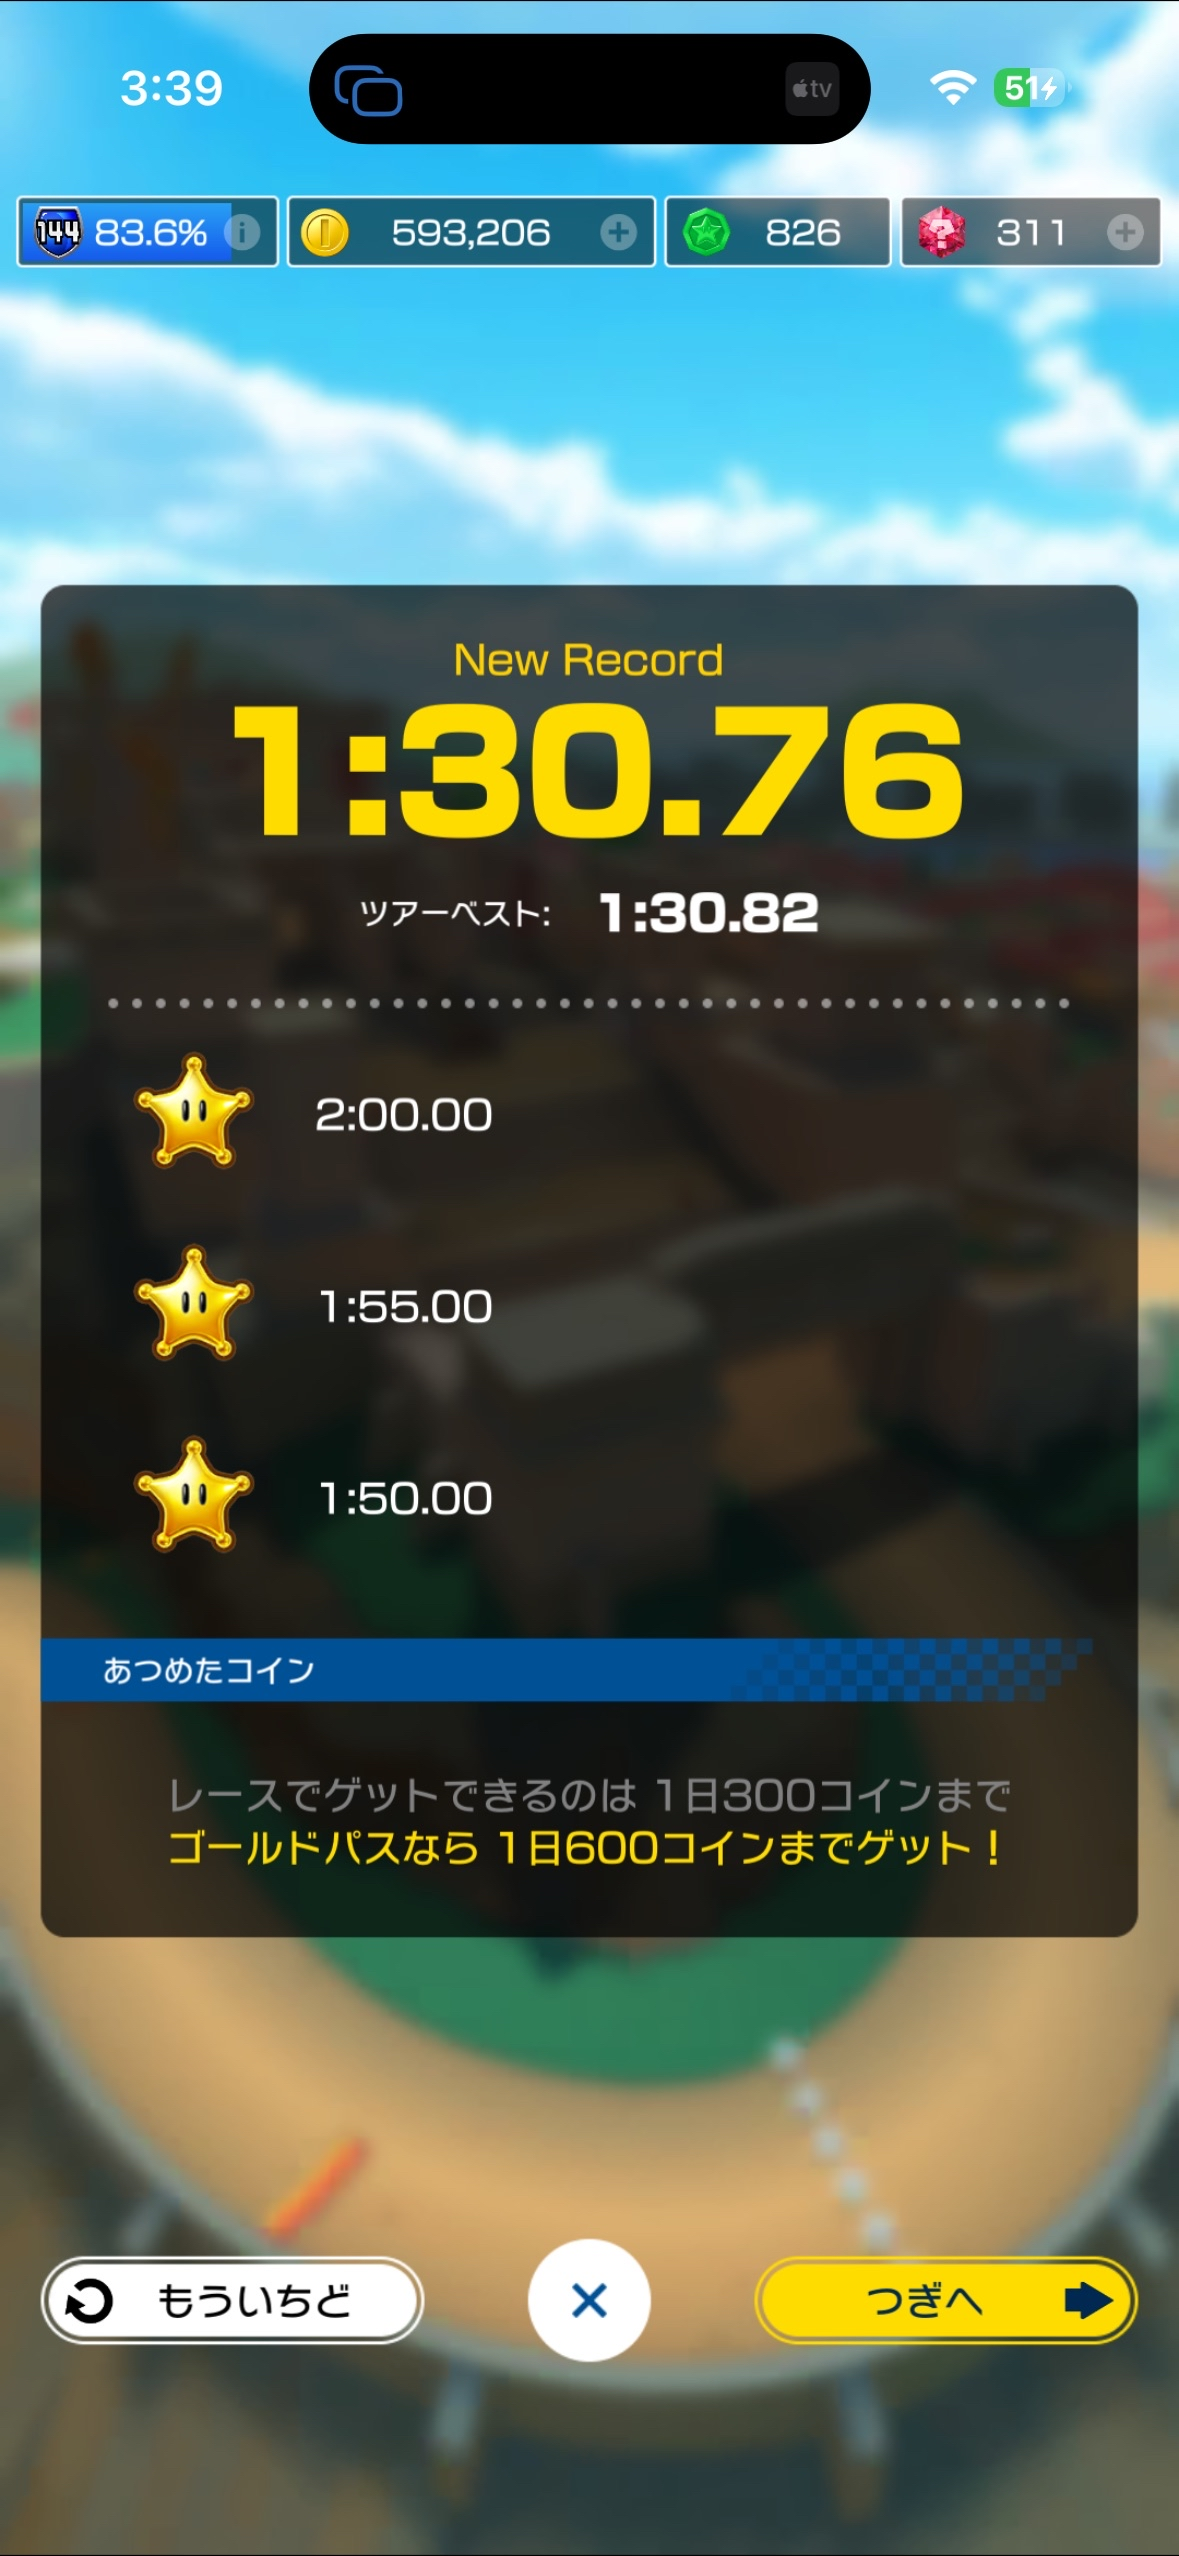 3:39
tv
51
144 83.6% i
593,206 +
826
311 +
New Record
1:30.76
ツアーベスト: 1:30.82
2:00.00
1:55.00
1:50.00
あつめたコイン
レースでゲットできるのは 1日300コインまで
ゴールドパスなら 1日600コインまでゲット!
もういちど
×
つぎへ